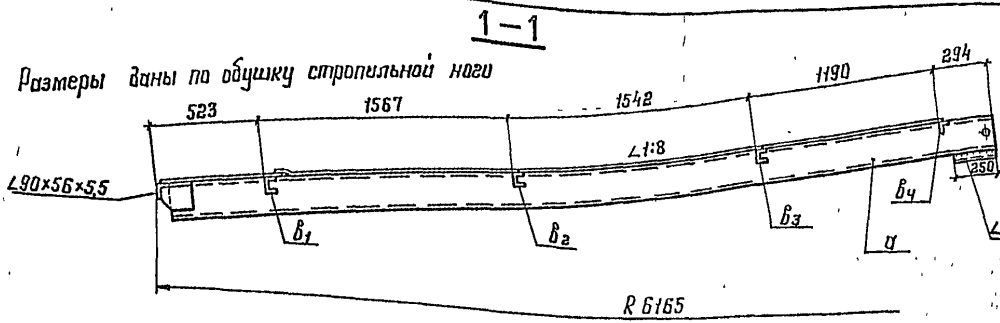 1-1
Размеры даны по обушку стропильной ноги
523
1567
1542
1190
294
∠1:8
∠90×56×5,5
250
в1
в2
в3
в4
а
∠
R 6165